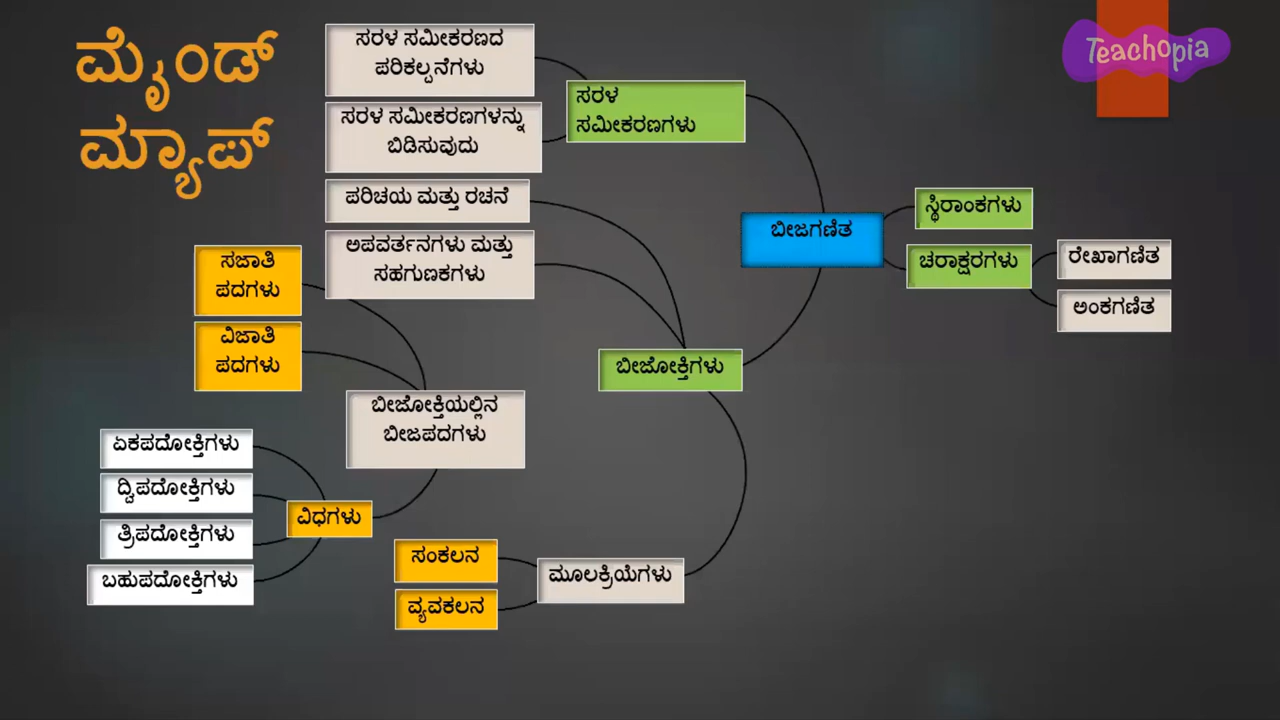 ಮೈಂಡ್
ಮ್ಯಾಪ್
ಸರಳ ಸಮೀಕರಣದ
ಪರಿಕಲ್ಪನೆಗಳು
ಸರಳ ಸಮೀಕರಣಗಳನ್ನು
ಬಿಡಿಸುವುದು
ಸರಳ
ಸಮೀಕರಣಗಳು
Teachopia
ಪರಿಚಯ ಮತ್ತು ರಚನೆ
ಅಪವರ್ತನಗಳು ಮತ್ತು
ಸಹಗುಣಕಗಳು
ಬೀಜಗಣಿತ
ಸ್ಥಿರಾಂಕಗಳು
ಚರಾಕ್ಷರಗಳು
ರೇಖಾಗಣಿತ
ಅಂಕಗಣಿತ
ಸಜಾತಿ
ಪದಗಳು
ವಿಜಾತಿ
ಪದಗಳು
ಬೀಜೋಕ್ತಿಗಳು
ಬೀಜೋಕ್ತಿಯಲ್ಲಿನ
ಬೀಜಪದಗಳು
ಏಕಪದೋಕ್ತಿಗಳು
ದ್ವಿಪದೋಕ್ತಿಗಳು
ತ್ರಿಪದೋಕ್ತಿಗಳು
ಬಹುಪದೋಕ್ತಿಗಳು
ವಿಧಗಳು
ಸಂಕಲನ
ವ್ಯವಕಲನ
ಮೂಲಕ್ರಿಯೆಗಳು